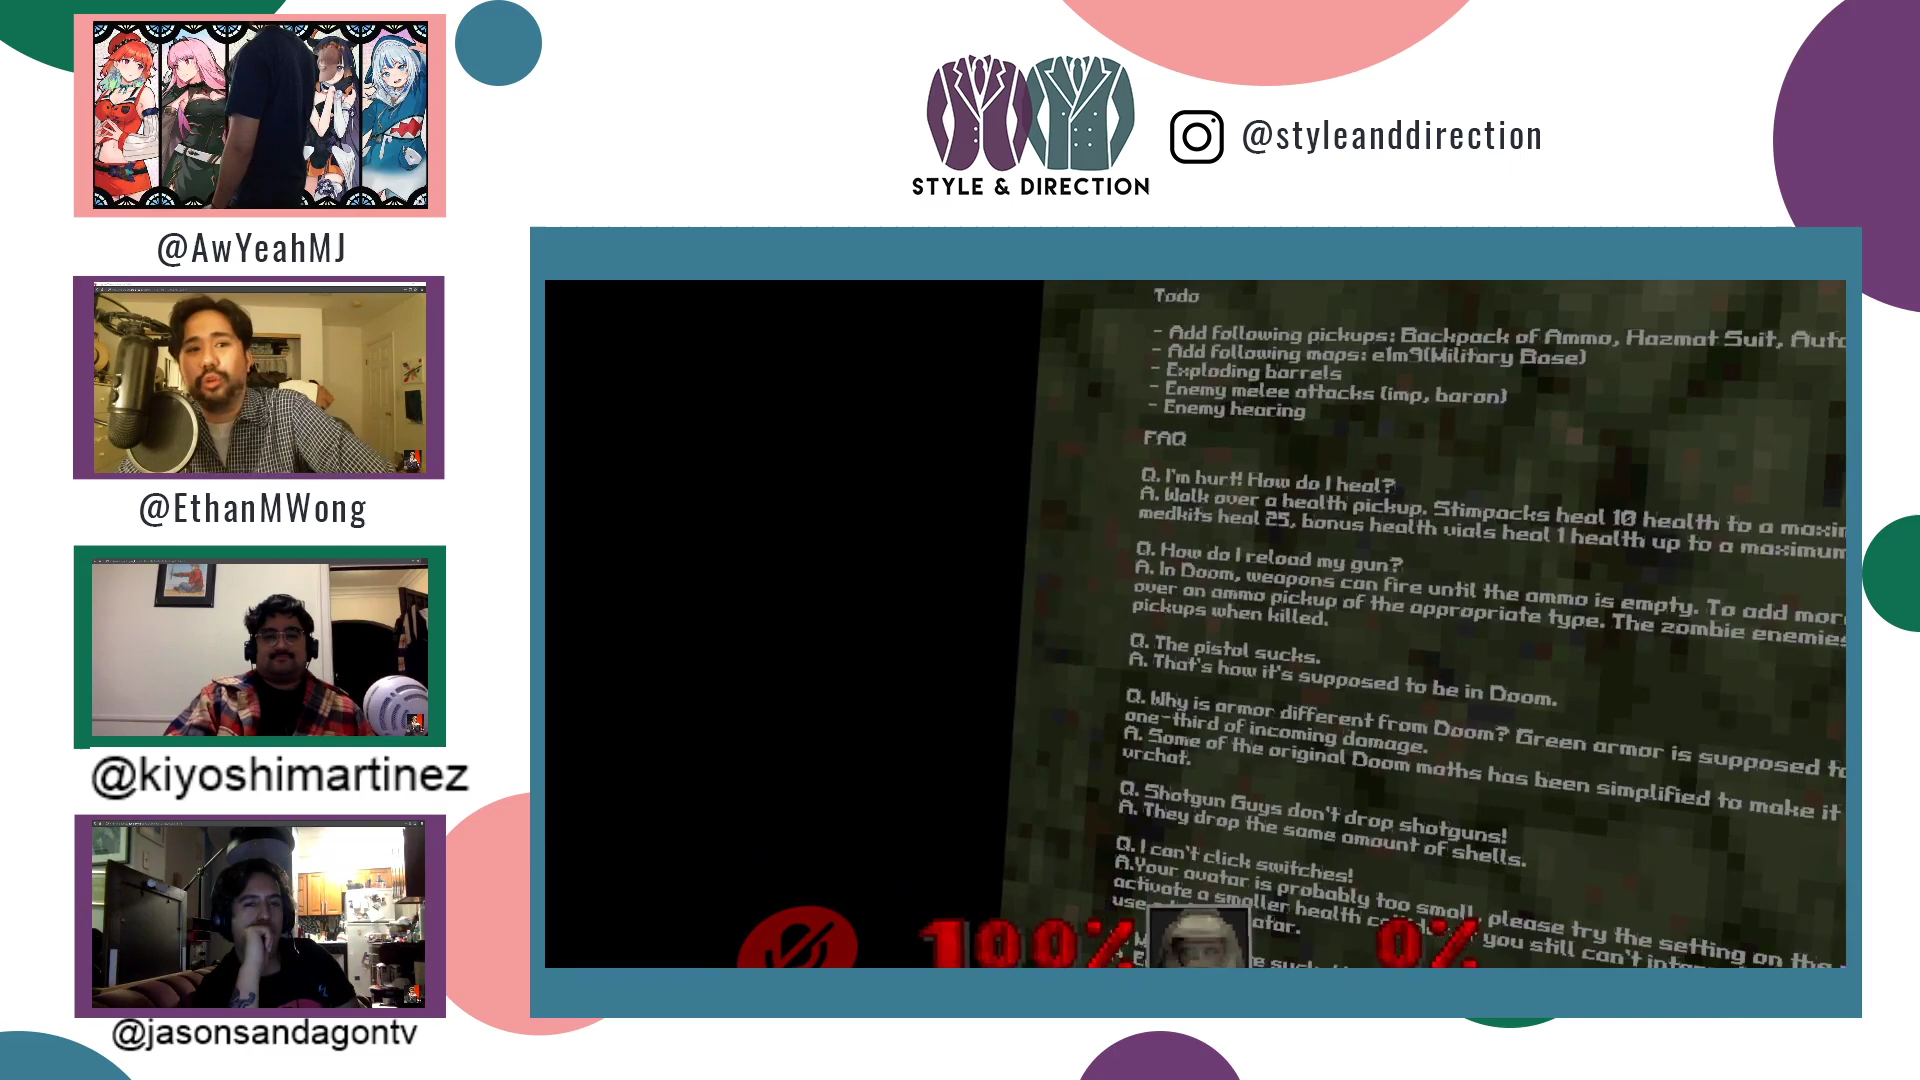 @AwYeahMJ
@EthanMWong
@kiyoshimartinez
@jasonsandagontv
STYLE & DIRECTION
@styleanddirection
Todo
- Add following pickups: Backpack of Ammo, Hazmat Suit,
- Add following maps: e1m9(Military Base)
- Exploding barrels
- Enemy melee attacks (imp, baron)
- Enemy hearing
FAQ
Q. I'm hurt! How do I heal?
A. Walk over a health pickup. Stimpacks heal 10 health to a
medkits heal 25, bonus health vials heal 1 health up to a maximum
Q. How do I reload my gun?
A. In Doom, weapons can fire until the ammo is empty. To add
over an ammo pickup of the appropriate type. The zombie enemies
pickups when killed.
Q. The pistol sucks.
A. That's how it's supposed to be in Doom.
Q. Why is armor different from Doom? Green armor is supposed
one-third of incoming damage.
A. Some of the original Doom maths has been simplified to make it
vrchat.
Q. Shotgun Guys don't drop shotguns!
A. They drop the same amount of shells.
Q. I can't click switches!
A. Your avatar is probably too small, please try the setting on the
activate a smaller health you still can't
use
100% 0%